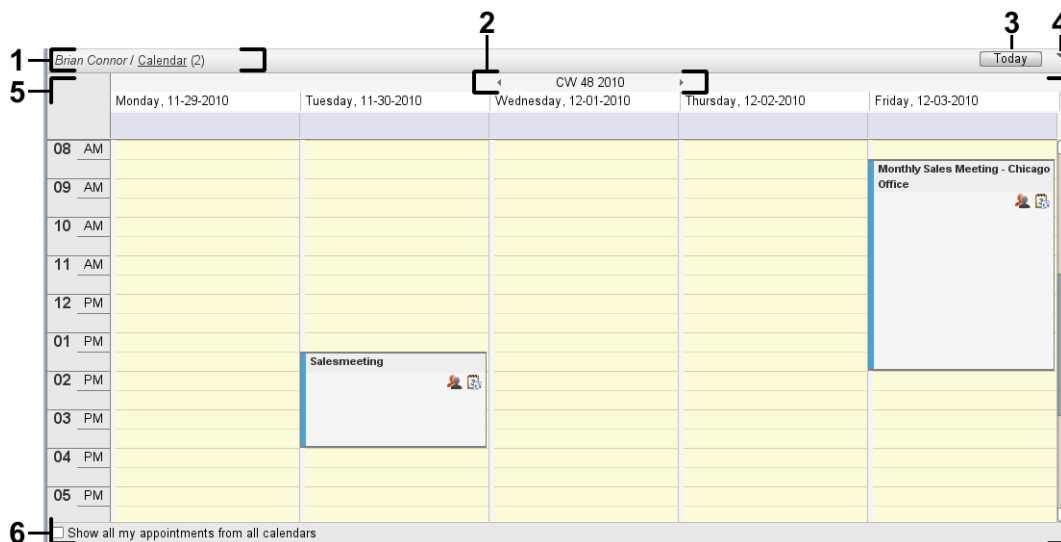 2
3
4
1
Brian Connor / Calendar (2)
Today
5
CW 48 2010
Monday, 11-29-2010
Tuesday, 11-30-2010
Wednesday, 12-01-2010
Thursday, 12-02-2010
Friday, 12-03-2010
08 AM
Monthly Sales Meeting - Chicago
Office
09 AM
10 AM
11 AM
12 PM
01 PM
Salesmeeting
02 PM
03 PM
04 PM
05 PM
6
Show all my appointments from all calendars